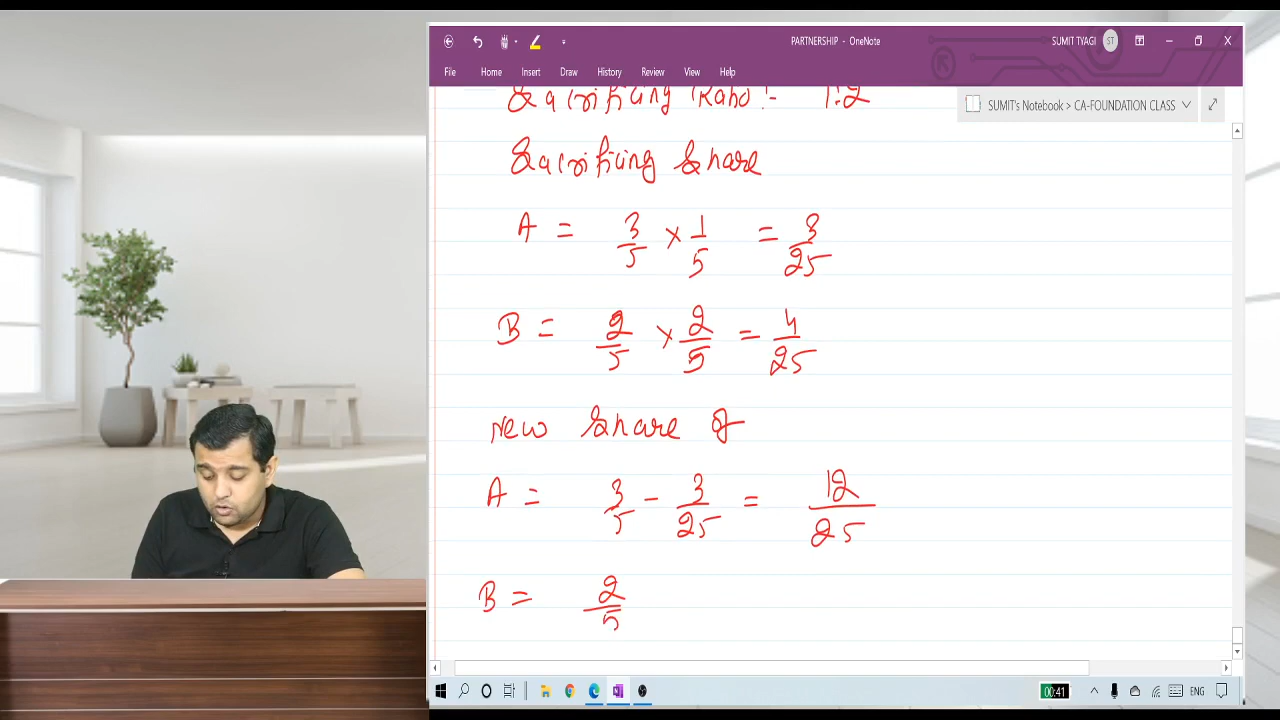 PARTNERSHIP - OneNote
SUMIT TYAGI ST
File Home Insert Draw History Review View Help
Sacrificing Ratio :- 1:2
SUMIT's Notebook > CA-FOUNDATION CLASS
Sacrificing Share
A = 3/5 × 1/5 = 3/25
B = 2/5 × 2/5 = 4/25
New Share of
A = 3/5 - 3/25 = 12/25
B = 2/5
00:41 ENG